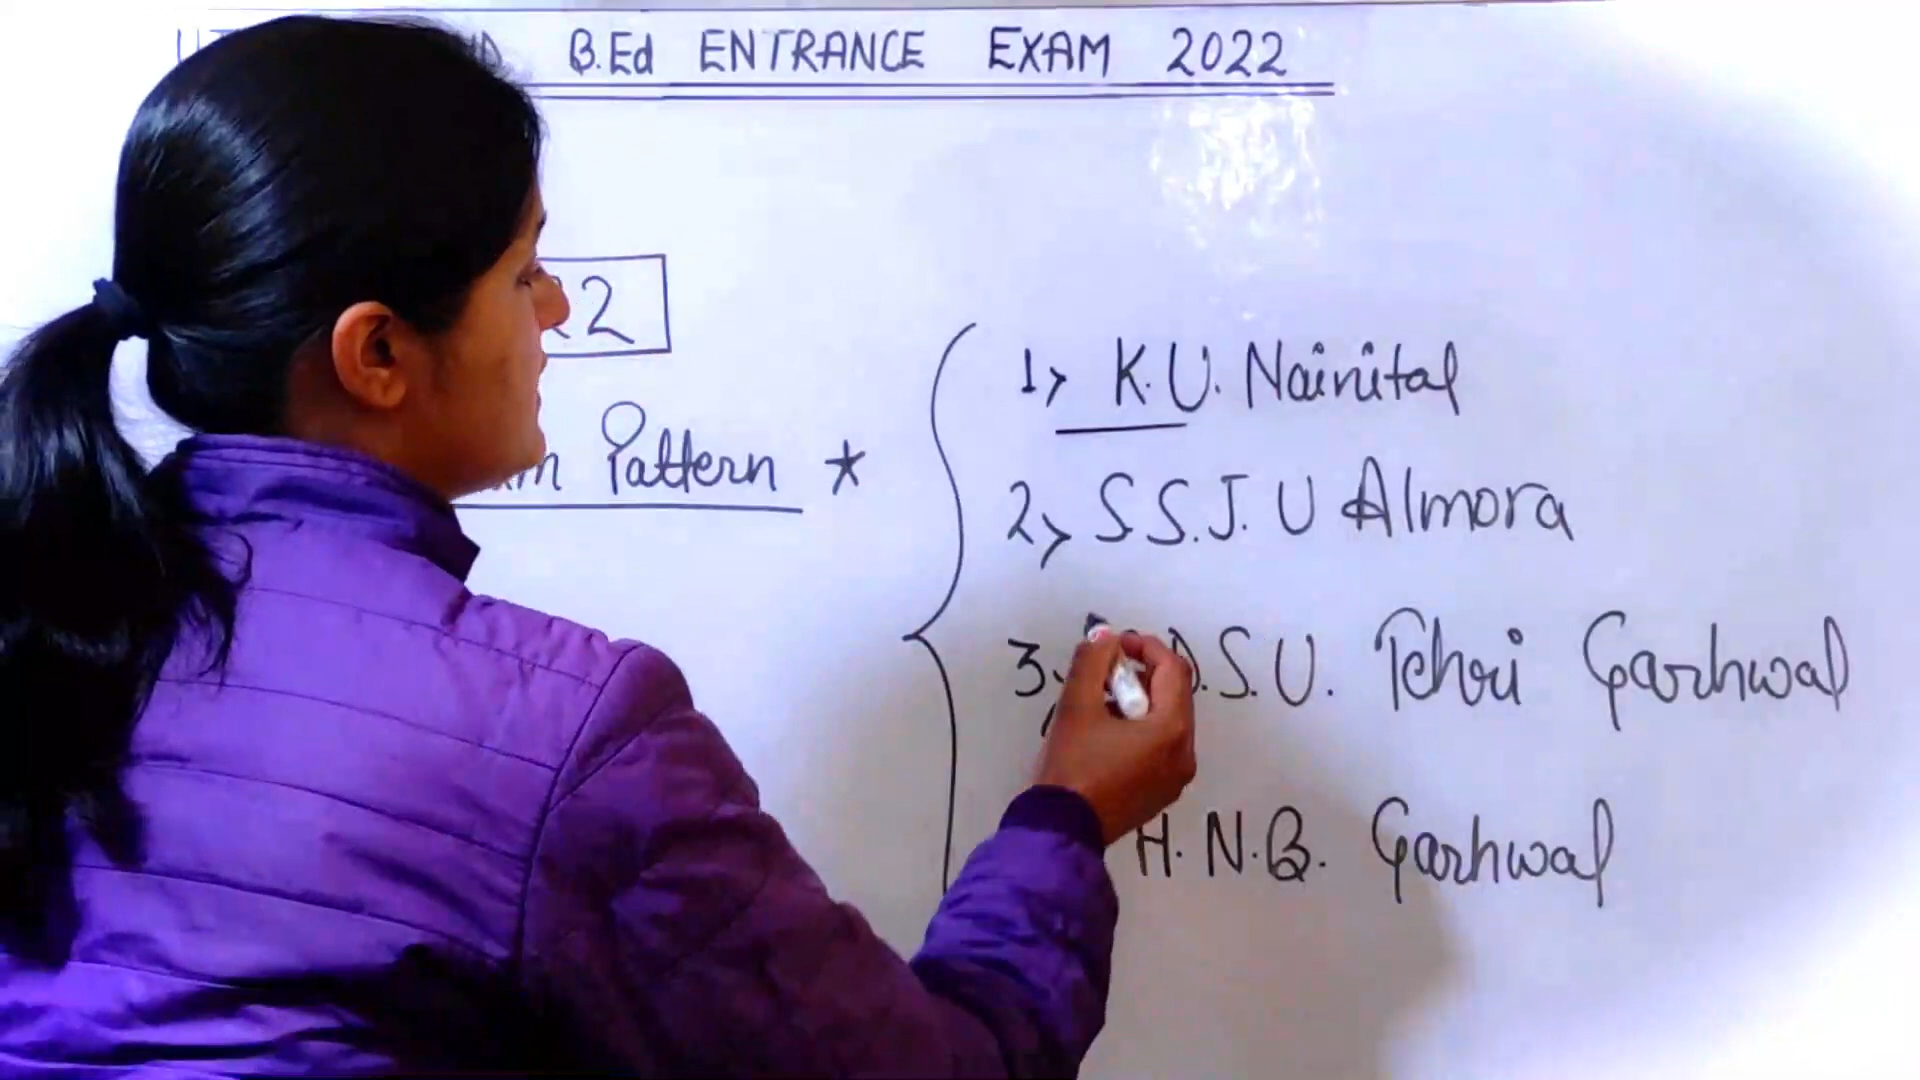 B.Ed ENTRANCE EXAM 2022
2
Pattern *
1) K.U. Nainital
2) S.S.J.U Almora
3) D.S.U. Tehri Garhwal
H.N.B. Garhwal